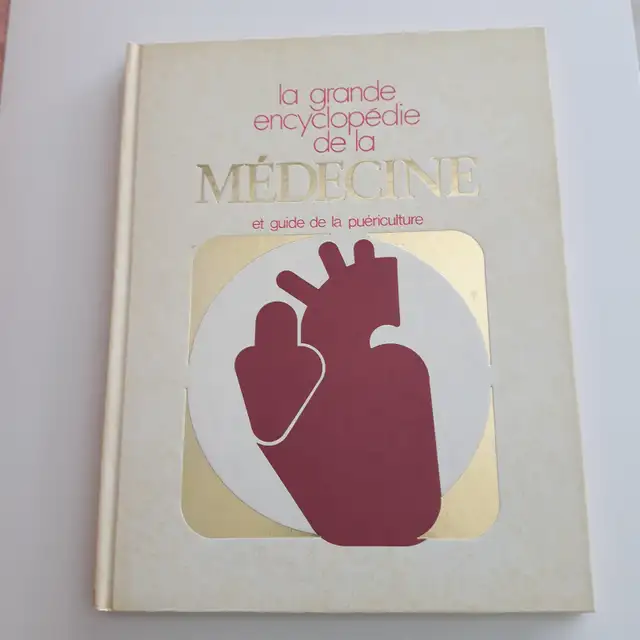 la grande
encyclopédie
de la
MÉDECINE
et guide de la puériculture